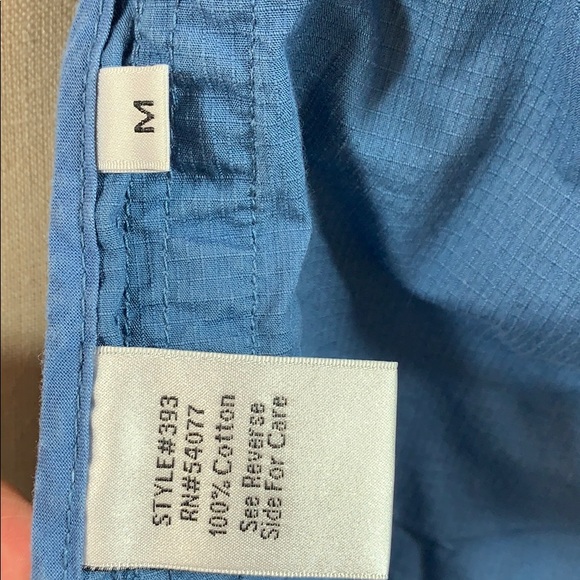 M
STYLE#393
RN#54077
100% Cotton
See Reverse
Side For Care